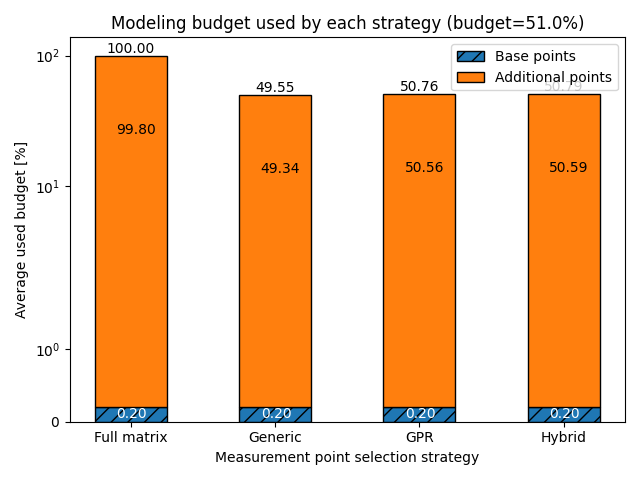 Modeling budget used by each strategy (budget=51.0%)
Base points
Additional points
100.00
49.55
50.76
50.79
99.80
49.34
50.56
50.59
0.20
0.20
0.20
0.20
10²
10¹
10⁰
0
Average used budget [%]
Full matrix
Generic
GPR
Hybrid
Measurement point selection strategy